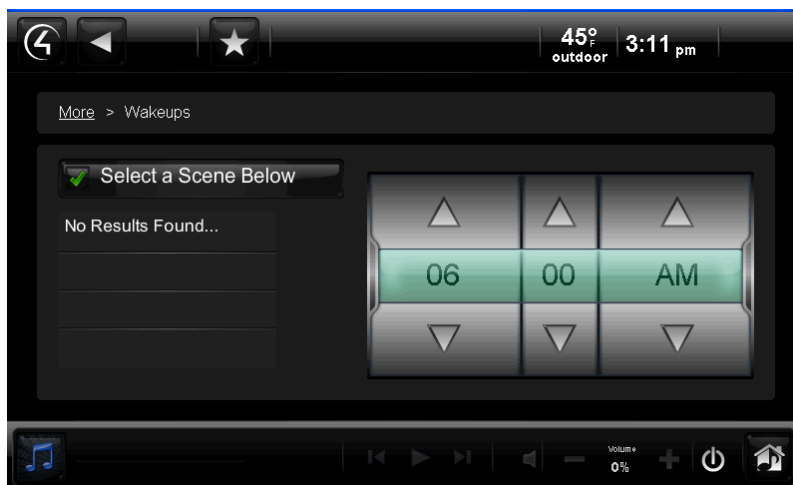 45°F
outdoor
3:11 pm
More > Wakeups
Select a Scene Below
No Results Found...
06 00 AM
Volume
0%